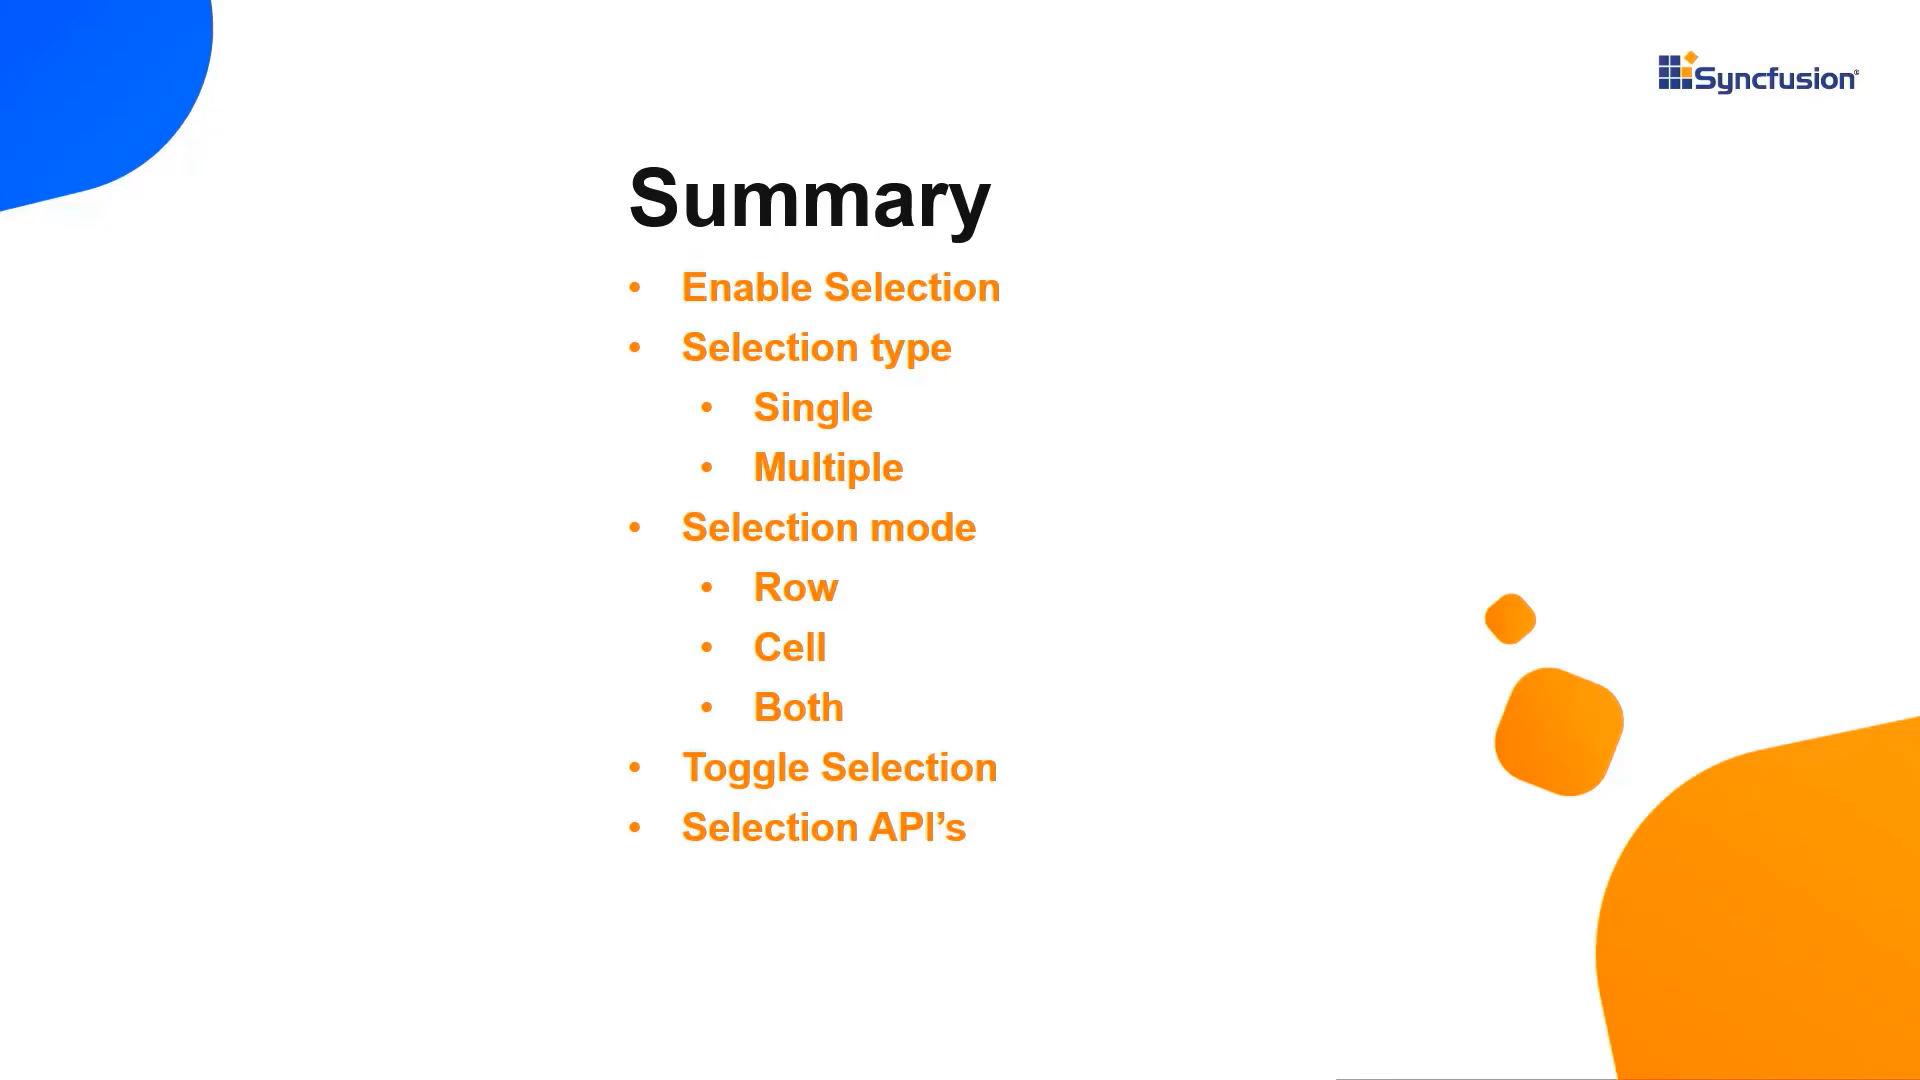 Syncfusion®
Summary
• Enable Selection
• Selection type
• Single
• Multiple
• Selection mode
• Row
• Cell
• Both
• Toggle Selection
• Selection API’s